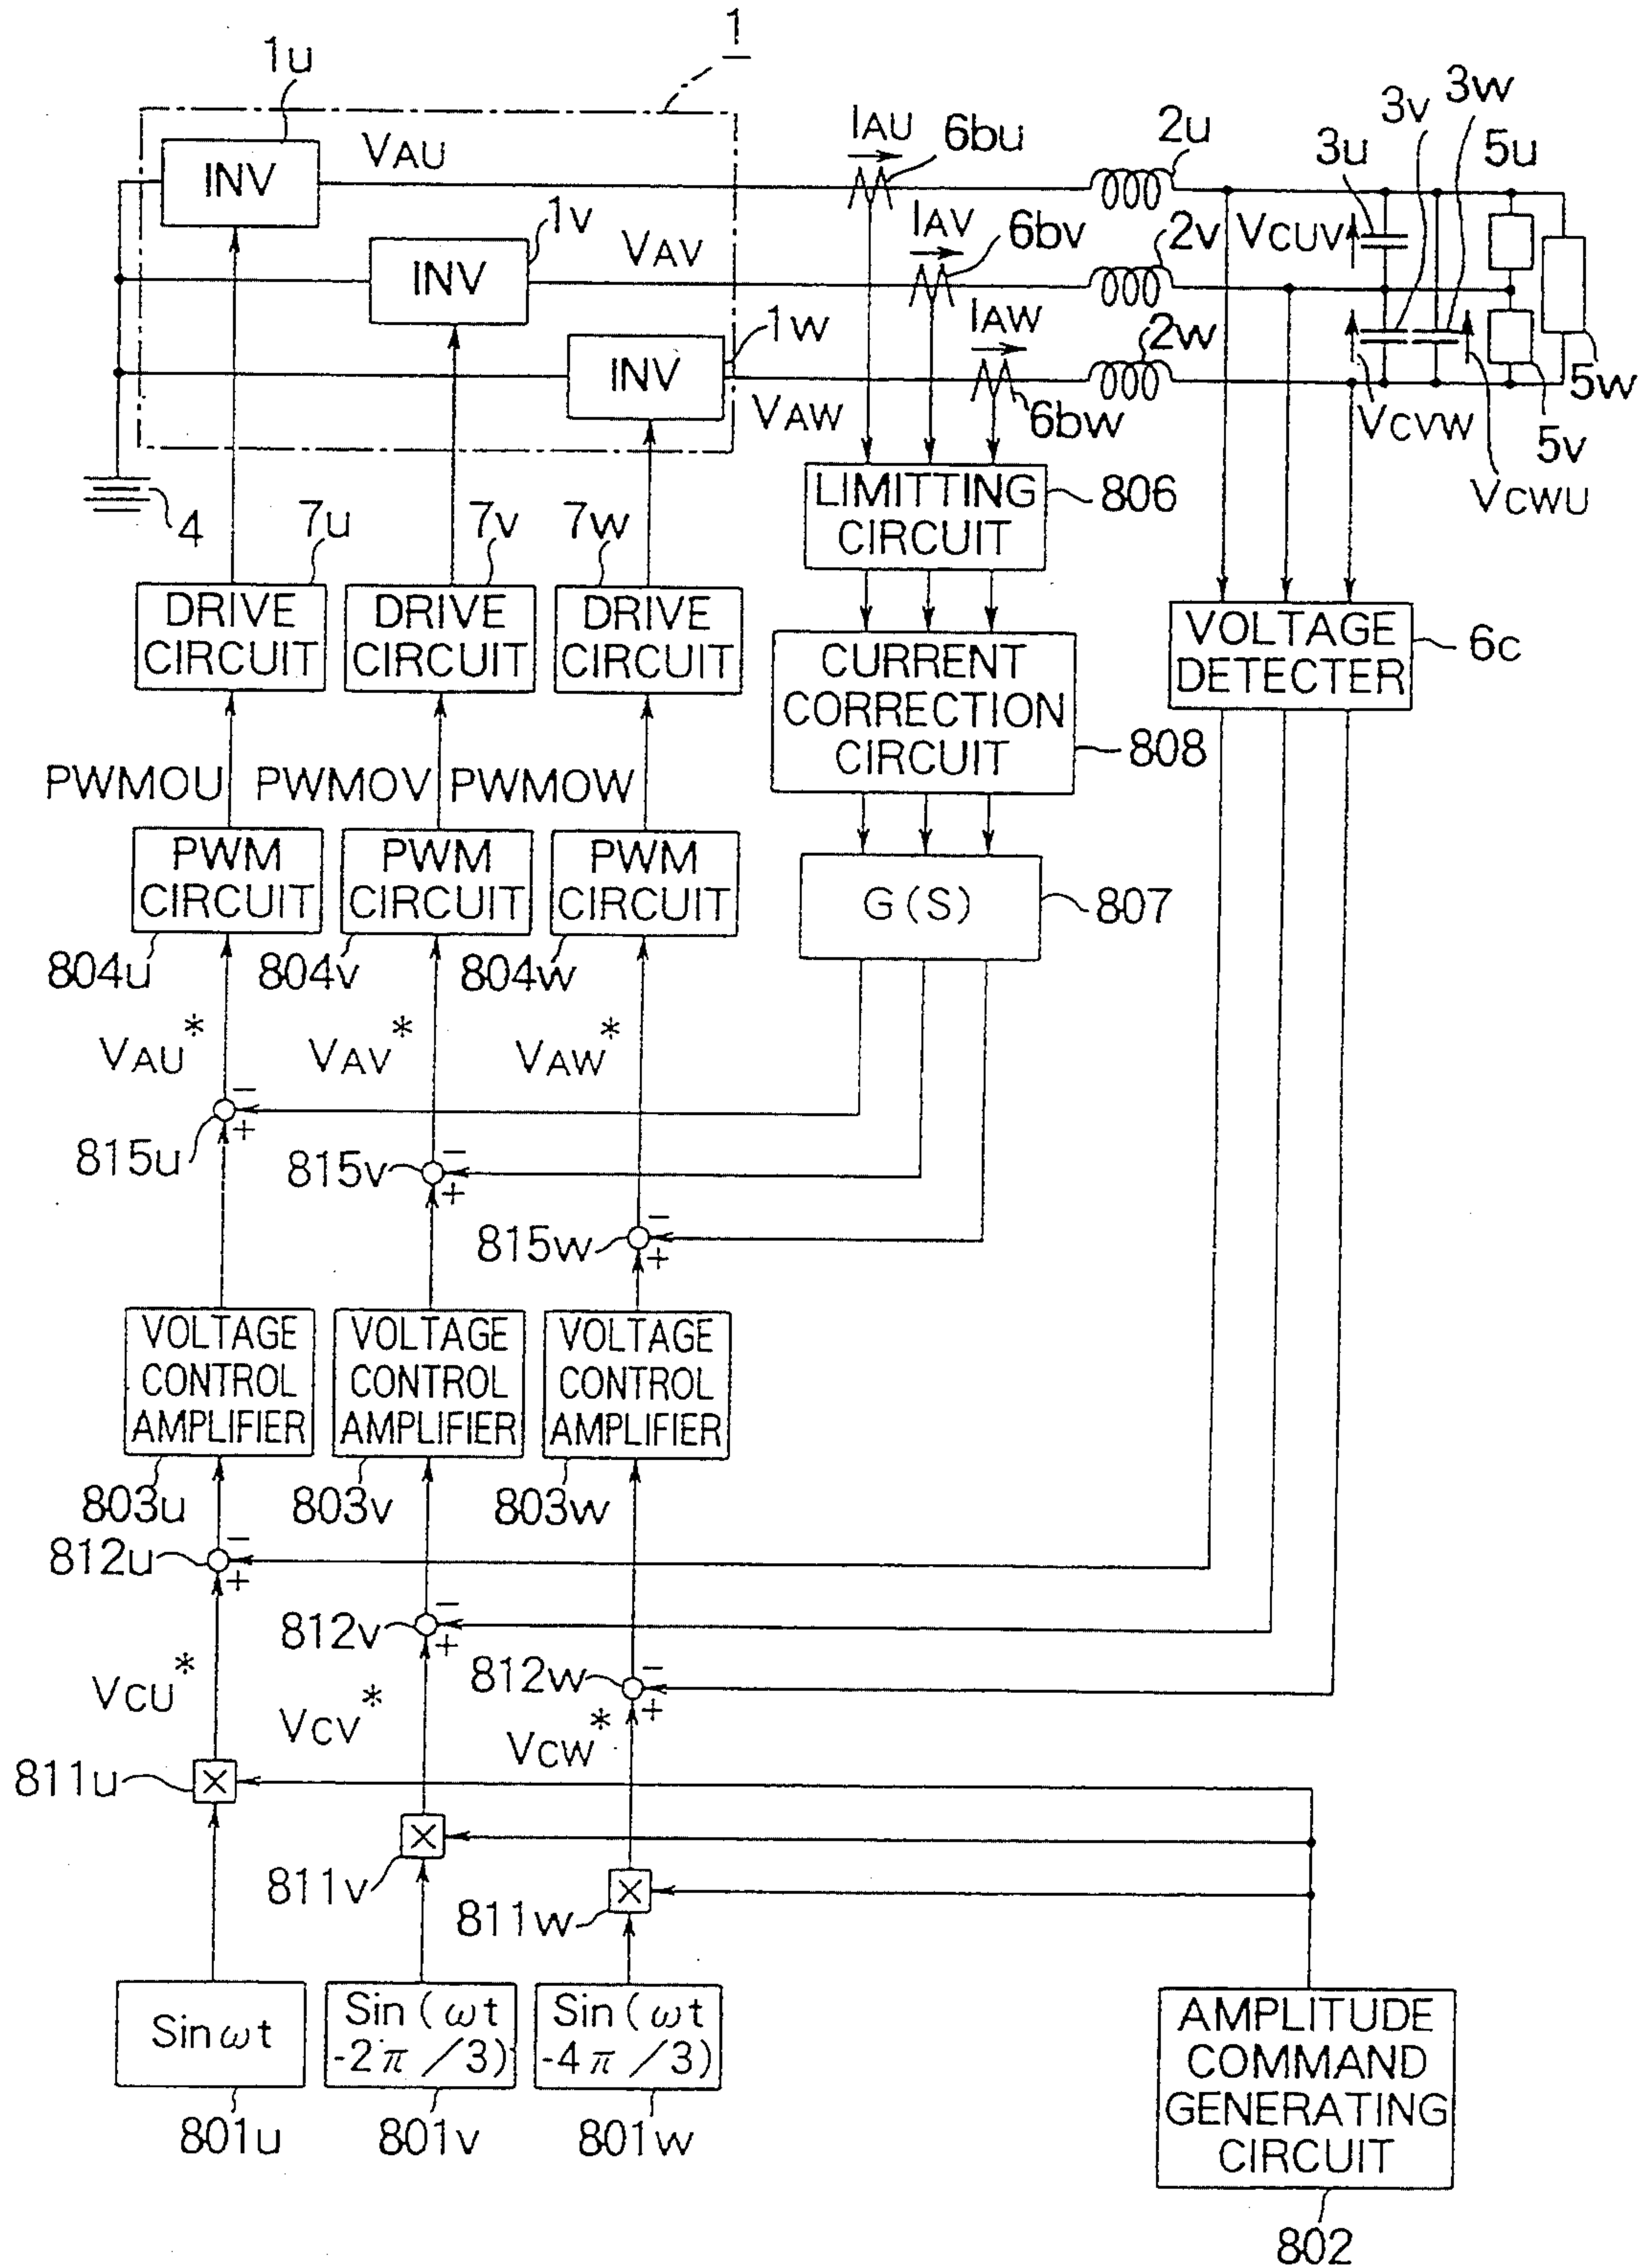 1
1u
INV
VAU
IAU
6bu
2u
3u
3v
3w
5u
1v
INV
VAV
IAV
6bv
2v
VCUV
1w
INV
VAW
IAW
6bw
2w
5w
VCVW
5v
VCWU
4
LIMITTING
CIRCUIT
806
7u
7v
7w
DRIVE
CIRCUIT
DRIVE
CIRCUIT
DRIVE
CIRCUIT
CURRENT
CORRECTION
CIRCUIT
808
VOLTAGE
DETECTER
6c
PWMOU
PWMOV
PWMOW
PWM
CIRCUIT
PWM
CIRCUIT
PWM
CIRCUIT
G(S)
807
804u
804v
804w
VAU*
VAV*
VAW*
−
+
815u
−
+
815v
−
+
815w
VOLTAGE
CONTROL
AMPLIFIER
VOLTAGE
CONTROL
AMPLIFIER
VOLTAGE
CONTROL
AMPLIFIER
803u
803v
803w
−
+
812u
−
+
812v
−
+
812w
VCU*
VCV*
VCW*
811u
×
811v
×
811w
×
Sinωt
Sin(ωt
-2π/3)
Sin(ωt
-4π/3)
801u
801v
801w
AMPLITUDE
COMMAND
GENERATING
CIRCUIT
802